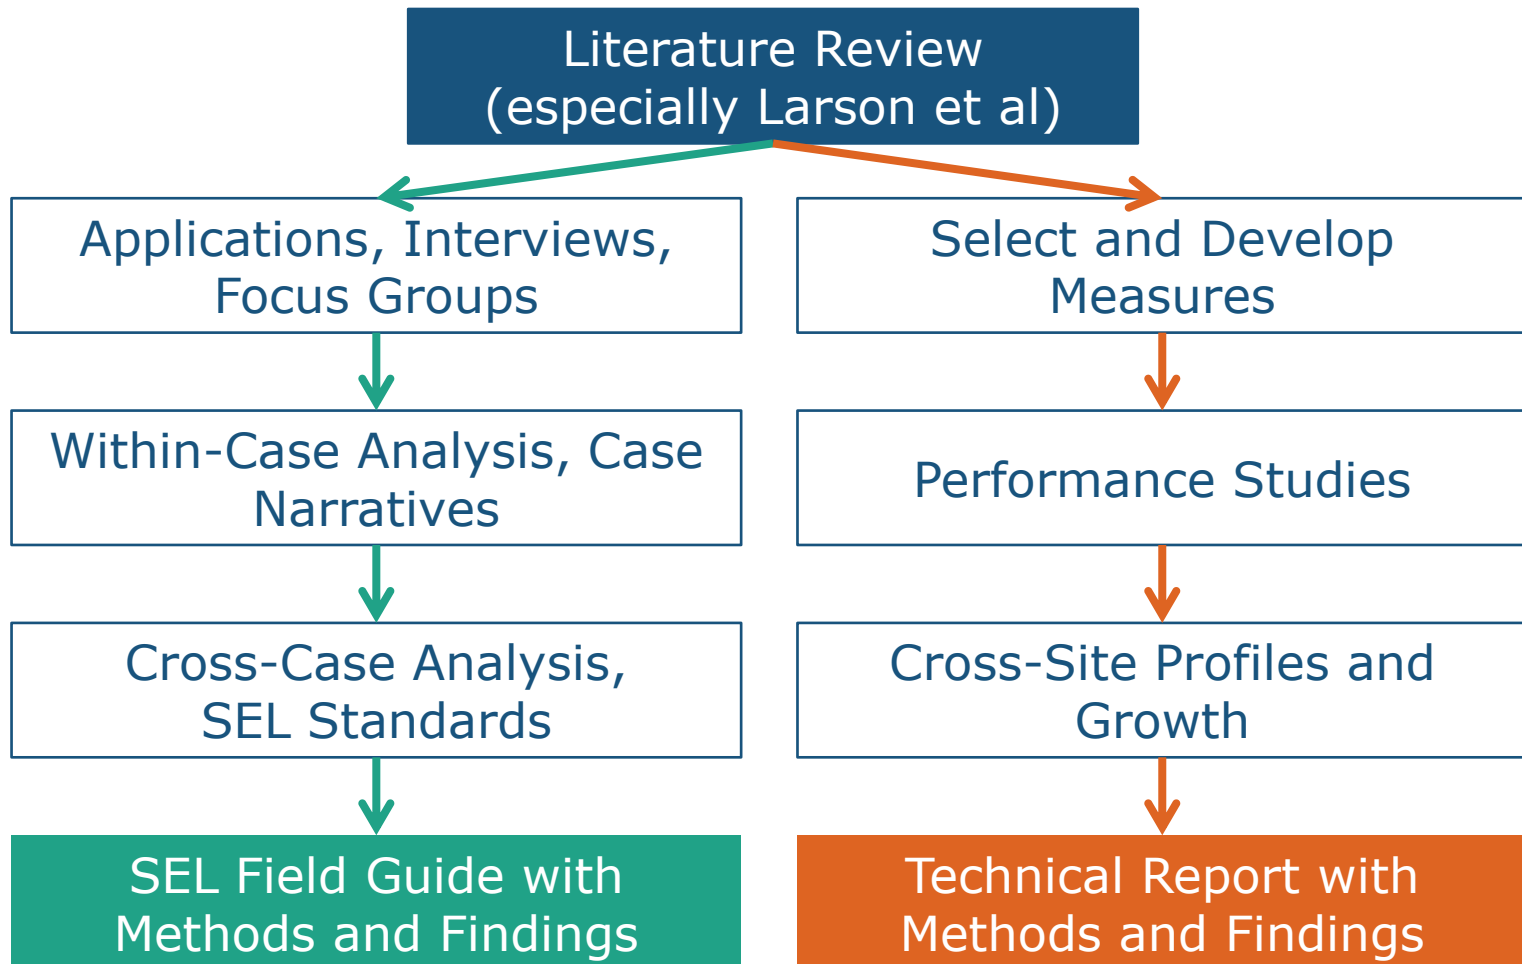 Literature Review
(especially Larson et al)
Applications, Interviews,
Focus Groups
Select and Develop
Measures
Within-Case Analysis, Case
Narratives
Performance Studies
Cross-Case Analysis,
SEL Standards
Cross-Site Profiles and
Growth
SEL Field Guide with
Methods and Findings
Technical Report with
Methods and Findings